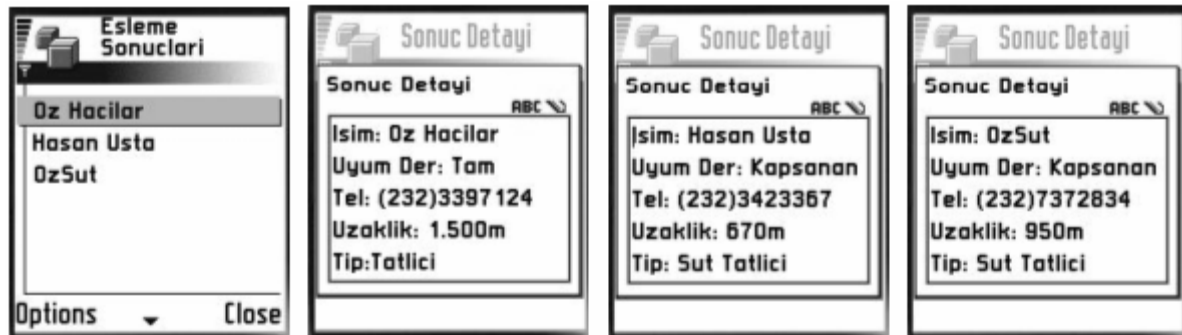 Esleme
Sonuclari
Oz Hacilar
Hasan Usta
OzSut
Options
Close
Sonuc Detayi
Sonuc Detayi
ABC
Isim: Oz Hacilar
Uyum Der: Tam
Tel: (232)3397124
Uzaklik: 1.500m
Tip:Tatlici
Sonuc Detayi
Sonuc Detayi
ABC
Isim: Hasan Usta
Uyum Der: Kapsanan
Tel: (232)3423367
Uzaklik: 670m
Tip: Sut Tatlici
Sonuc Detayi
Sonuc Detayi
ABC
Isim: OzSut
Uyum Der: Kapsanan
Tel: (232)7372834
Uzaklik: 950m
Tip: Sut Tatlici